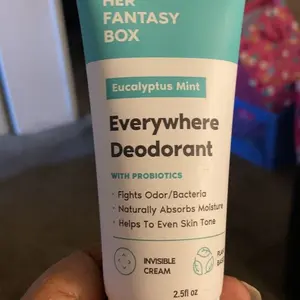 HER
FANTASY
BOX
Eucalyptus Mint
Everywhere
Deodorant
WITH PROBIOTICS
· Fights Odor/Bacteria
· Naturally Absorbs Moisture
· Helps To Even Skin Tone
INVISIBLE
CREAM
2.5fl oz